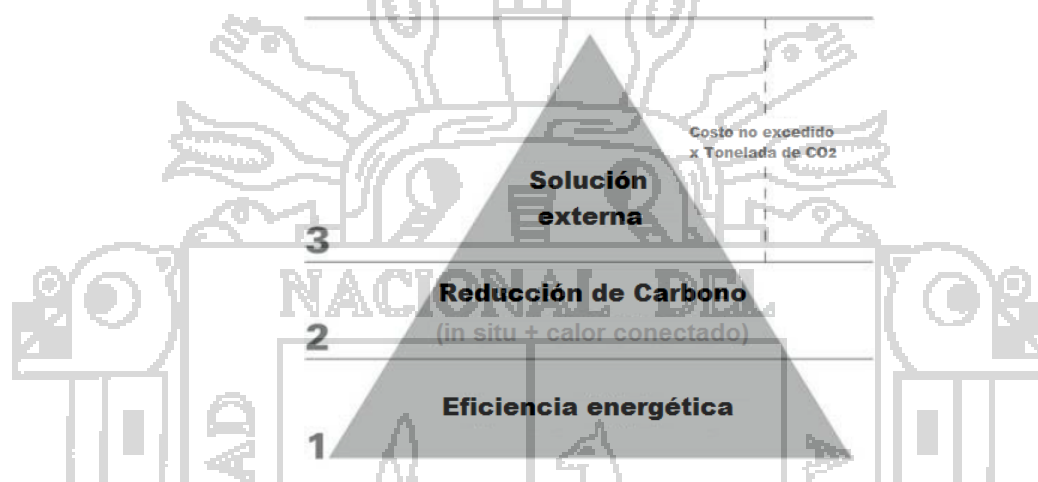 Costo no excedido
x Tonelada de CO2
Solución
externa
3
NACIONAL DEL
Reducción de Carbono
(in situ + calor conectado)
2
Eficiencia energética
1
AD